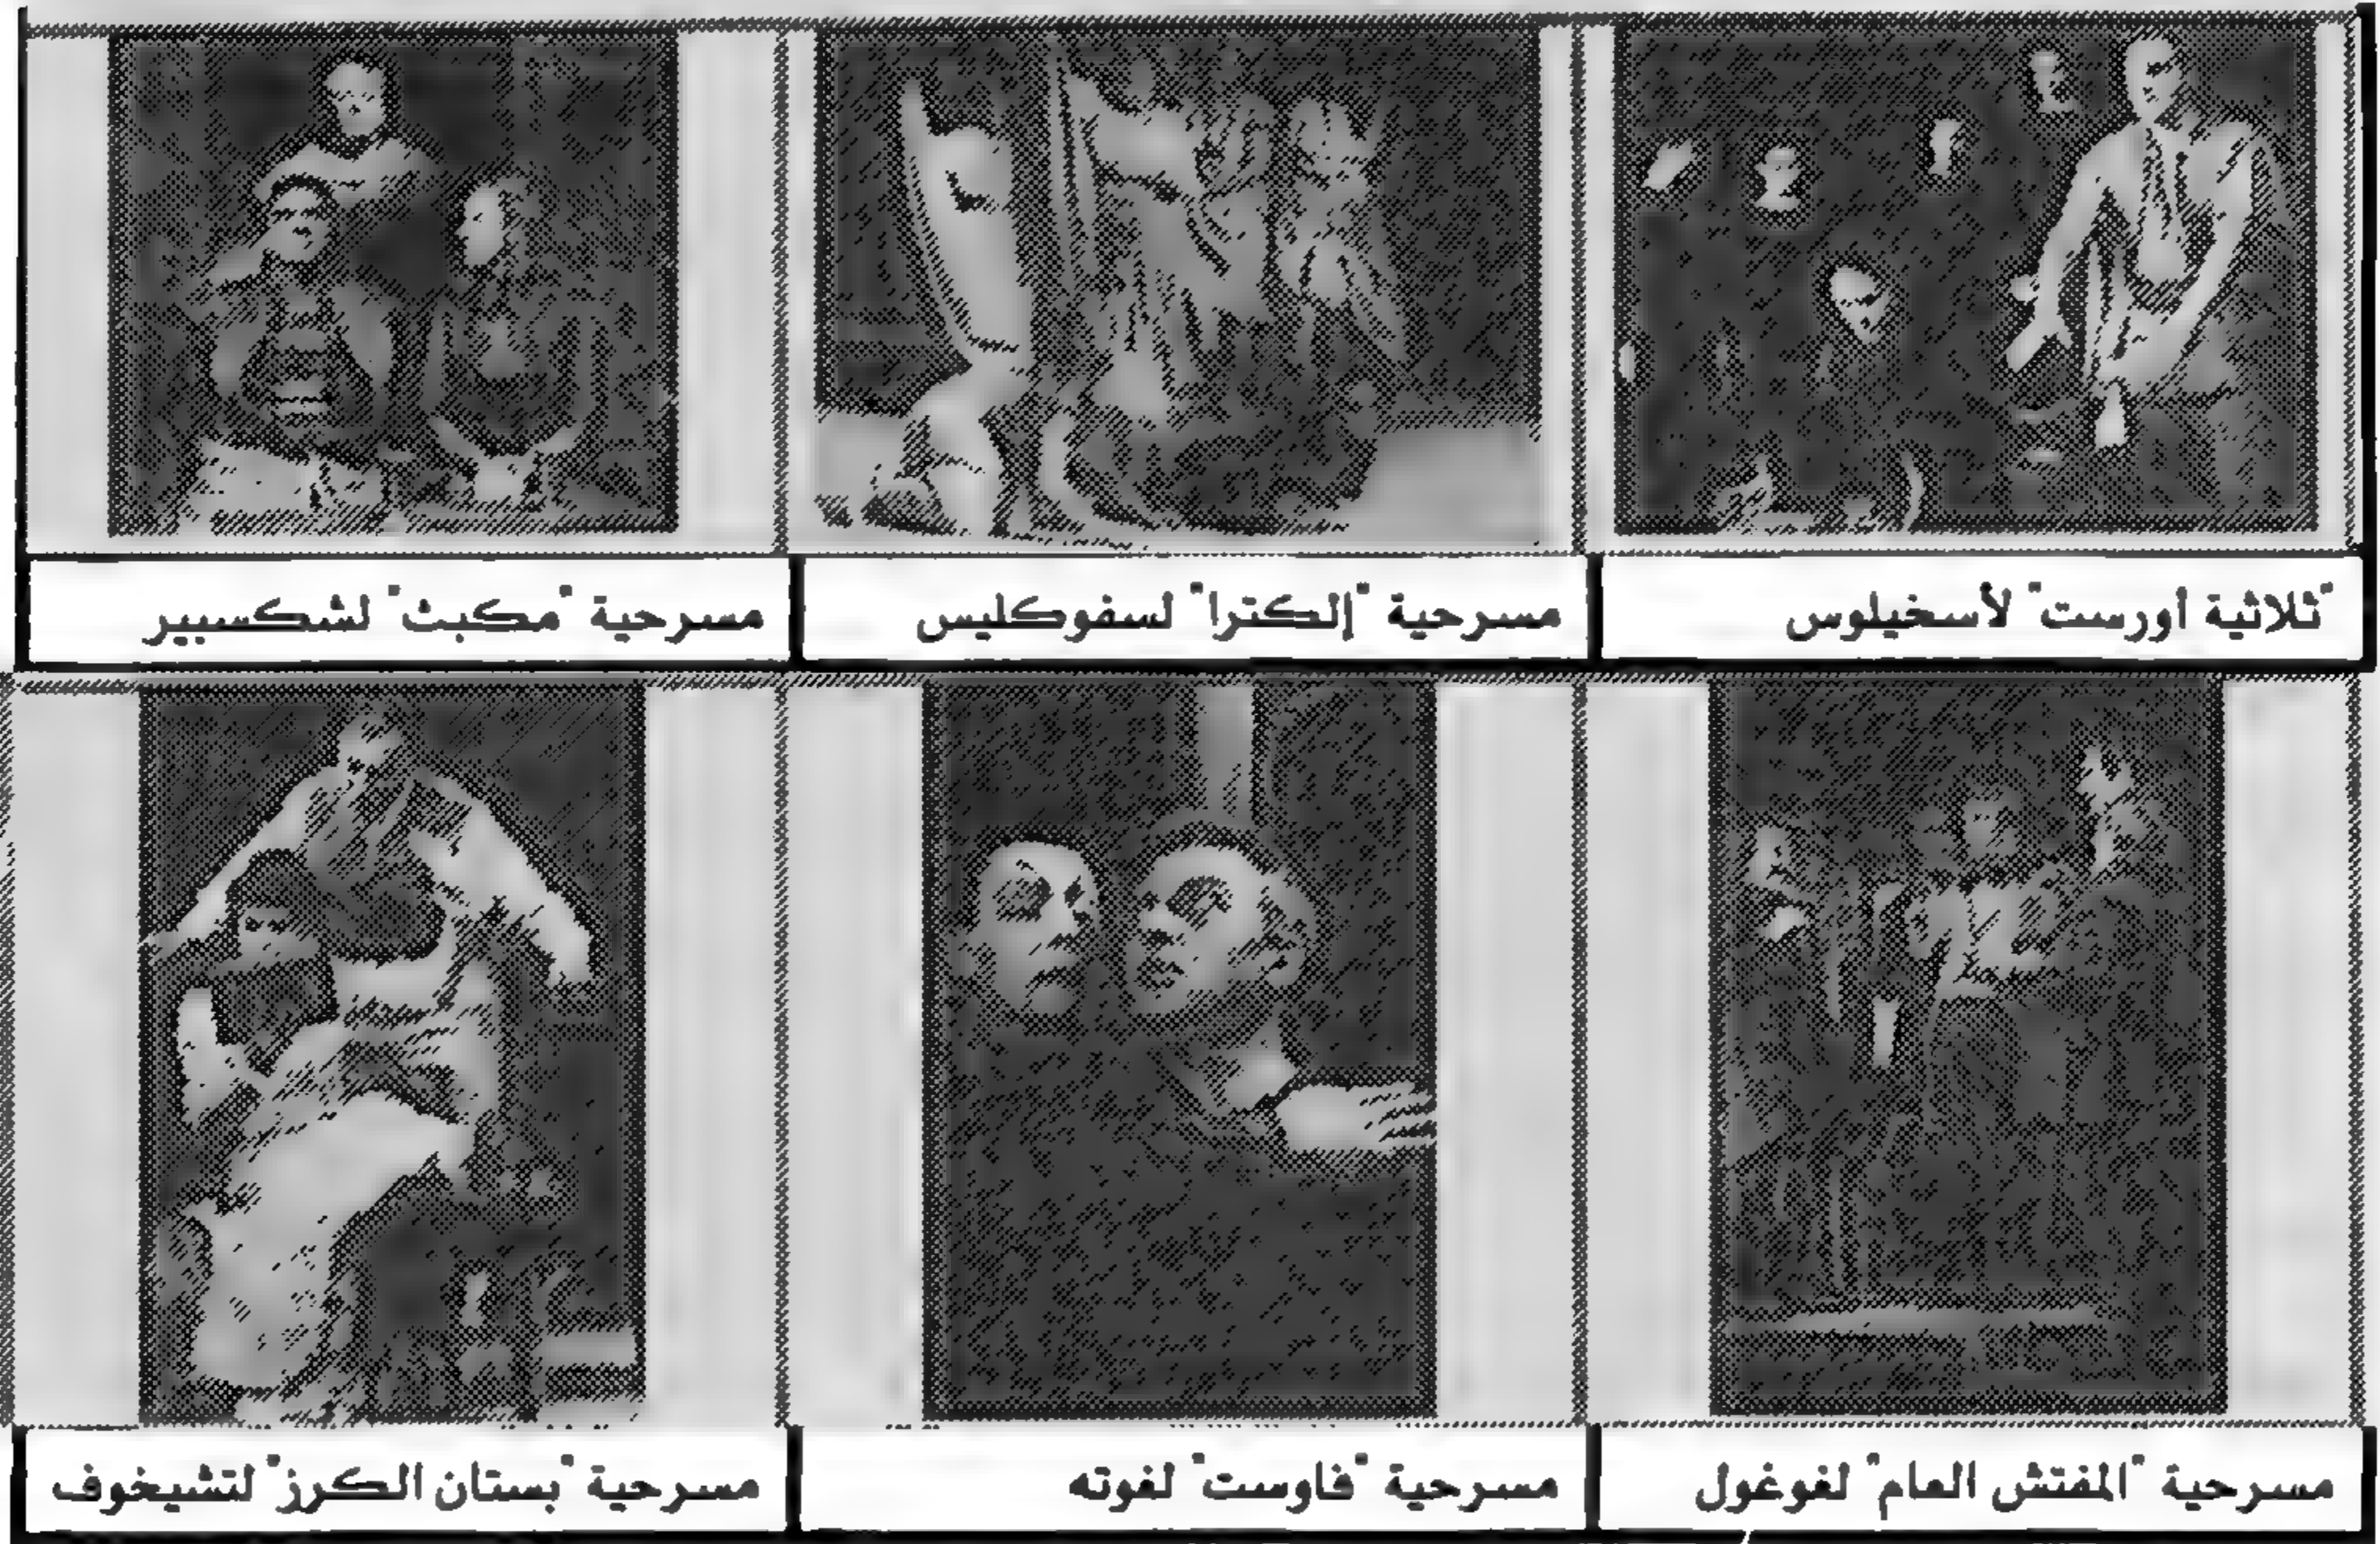 "ثلاثية أورست" لأسخيلوس
مسرحية "إلكترا" لسفوكليس
مسرحية "مكبث" لشكسبير
مسرحية "المفتش العام" لغوغول
مسرحية "فاوست" لغوته
مسرحية "بستان الكرز" لتشيخوف